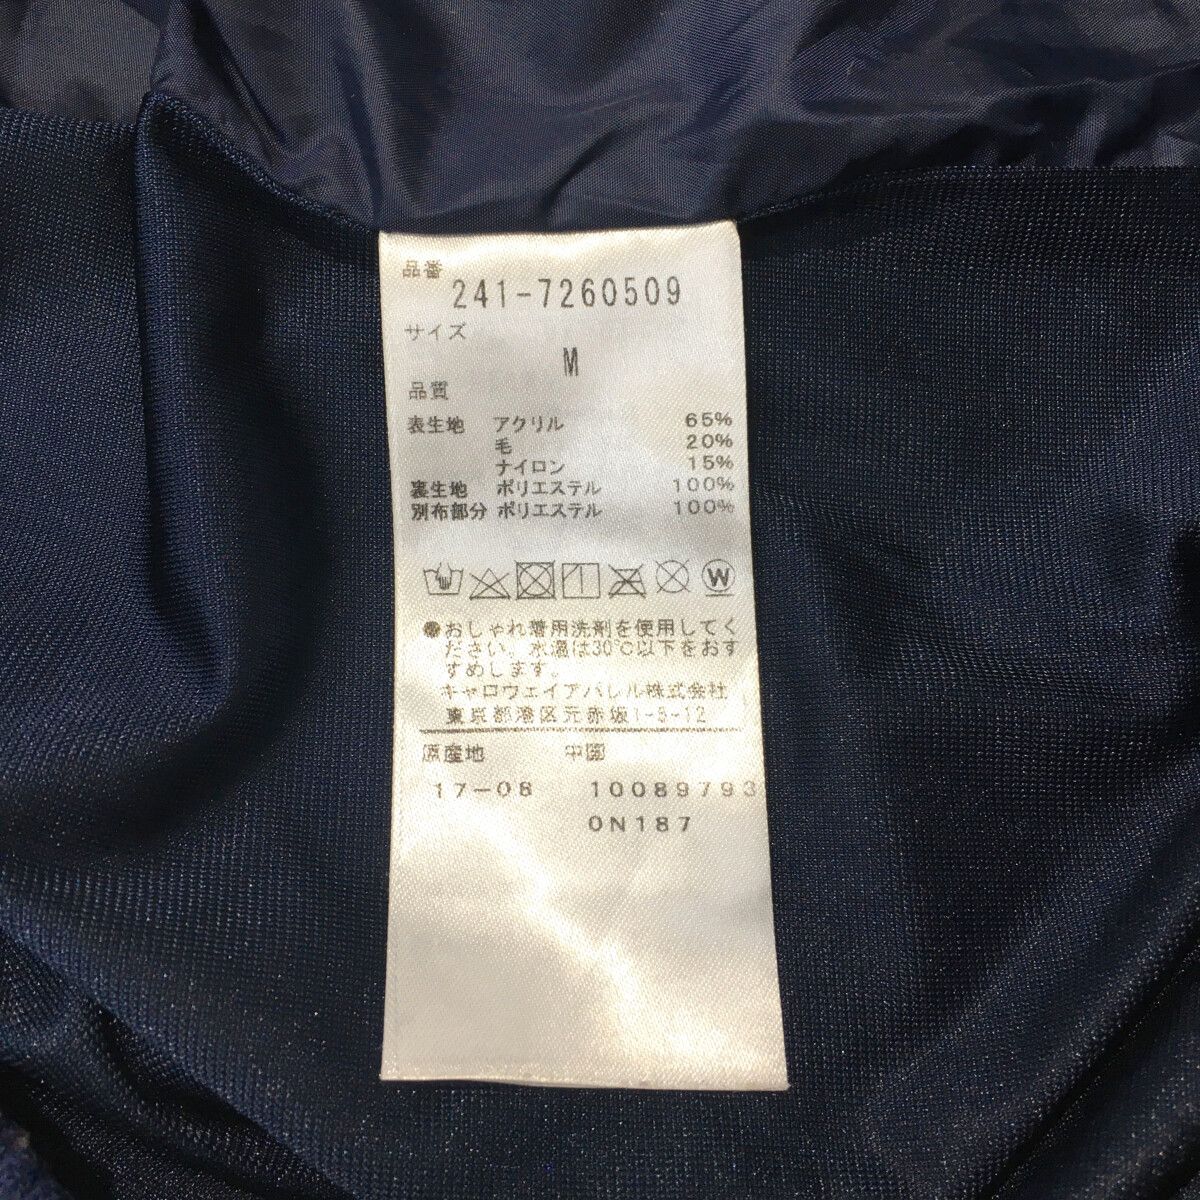 品番
241-7260509
サイズ
M
品質
表生地 アクリル 65%
毛 20%
ナイロン 15%
裏生地 ポリエステル 100%
別布部分 ポリエステル 100%
W
●おしゃれ着用洗剤を使用してく
ださい。水温は30℃以下をおす
すめします。
キャロウェイアパレル株式会社
東京都港区元赤坂1-5-12
原産地 中国
17-08 10089793
0N187